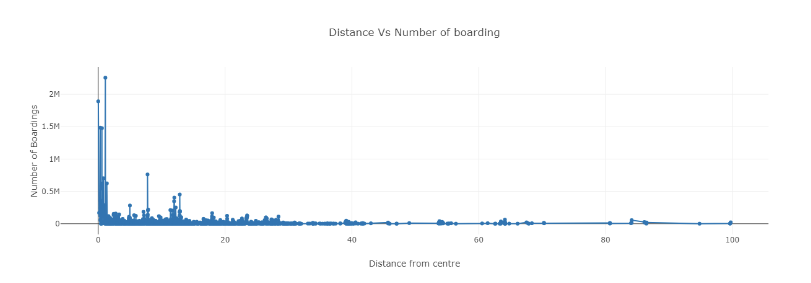 Distance Vs Number of boarding
Number of Boardings
2M
1.5M
1M
0.5M
0
0
20
40
60
80
100
Distance from centre